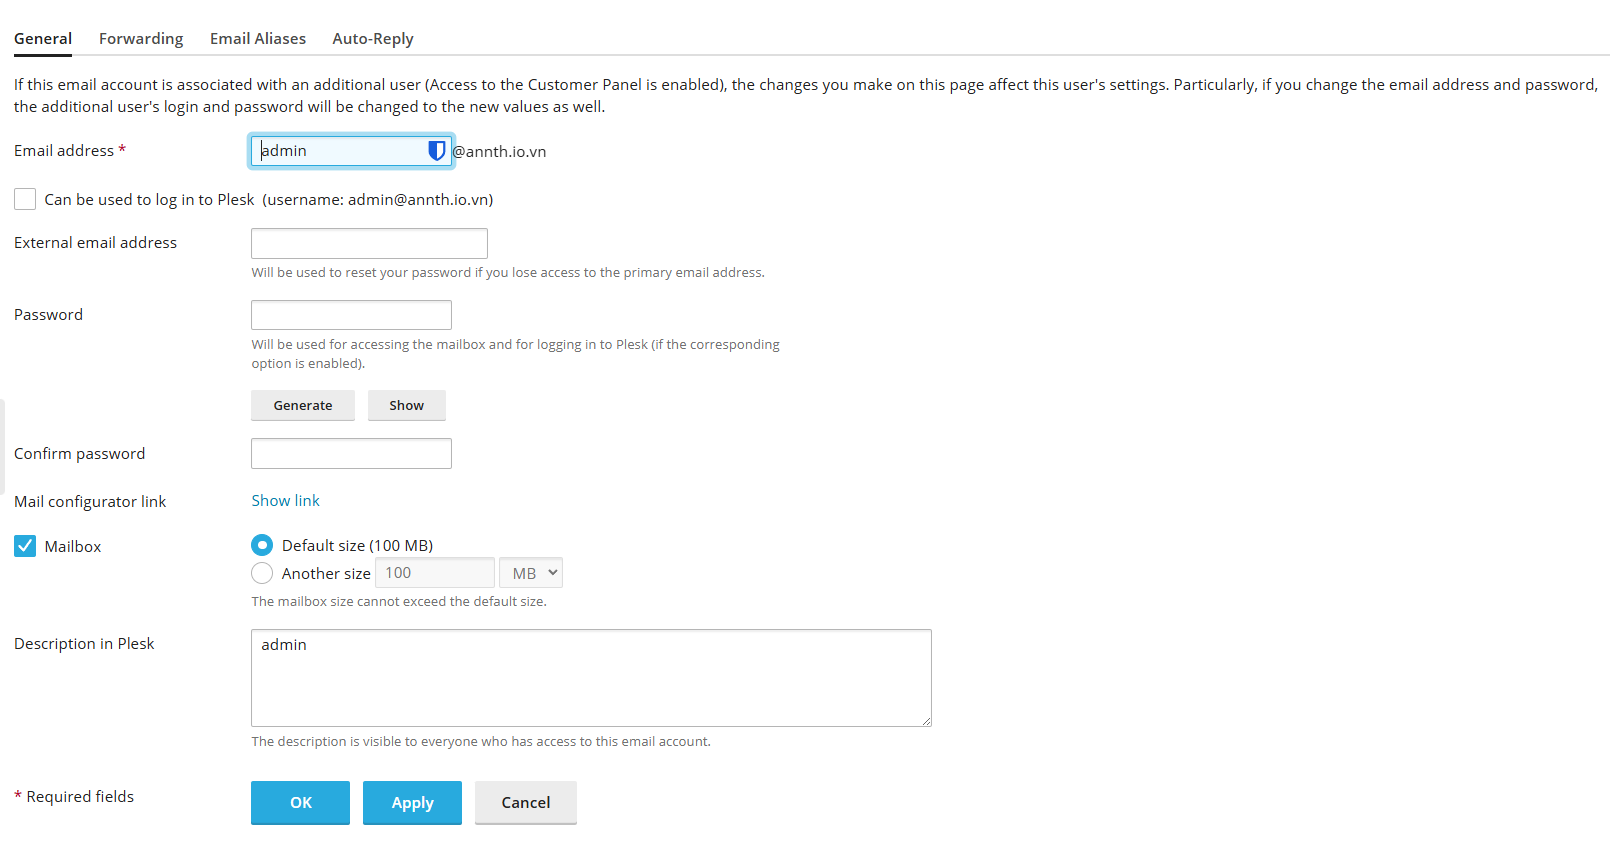 General Forwarding Email Aliases Auto-Reply
If this email account is associated with an additional user (Access to the Customer Panel is enabled), the changes you make on this page affect this user's settings. Particularly, if you change the email address and password,
the additional user's login and password will be changed to the new values as well.
Email address * admin @annth.io.vn
Can be used to log in to Plesk (username: admin@annth.io.vn)
External email address
Will be used to reset your password if you lose access to the primary email address.
Password
Will be used for accessing the mailbox and for logging in to Plesk (if the corresponding
option is enabled).
Generate Show
Confirm password
Mail configurator link Show link
Mailbox Default size (100 MB)
Another size 100 MB
The mailbox size cannot exceed the default size.
Description in Plesk admin
The description is visible to everyone who has access to this email account.
* Required fields OK Apply Cancel